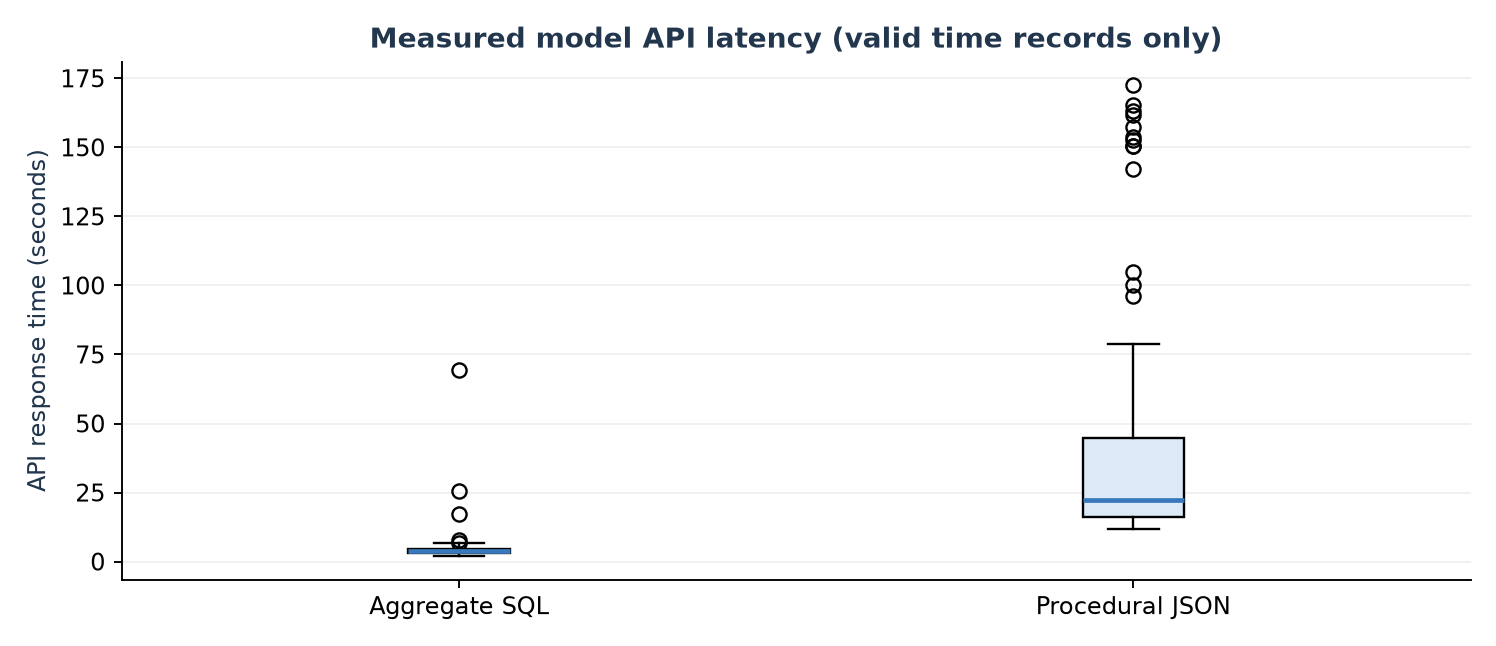 Measured model API latency (valid time records only)
API response time (seconds)
175
150
125
100
75
50
25
0
Aggregate SQL
Procedural JSON